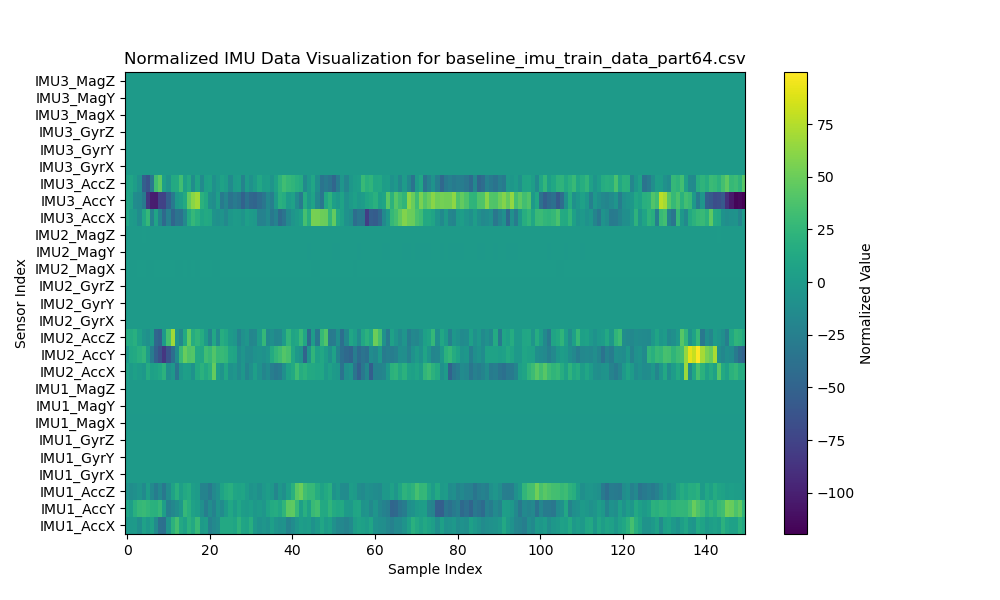 Normalized IMU Data Visualization for baseline_imu_train_data_part64.csv
IMU3_MagZ
IMU3_MagY
IMU3_MagX
IMU3_GyrZ
IMU3_GyrY
IMU3_GyrX
IMU3_AccZ
IMU3_AccY
IMU3_AccX
IMU2_MagZ
IMU2_MagY
IMU2_MagX
IMU2_GyrZ
IMU2_GyrY
IMU2_GyrX
IMU2_AccZ
IMU2_AccY
IMU2_AccX
IMU1_MagZ
IMU1_MagY
IMU1_MagX
IMU1_GyrZ
IMU1_GyrY
IMU1_GyrX
IMU1_AccZ
IMU1_AccY
IMU1_AccX
Sensor Index
0 20 40 60 80 100 120 140
Sample Index
75
50
25
0
−25
−50
−75
−100
Normalized Value